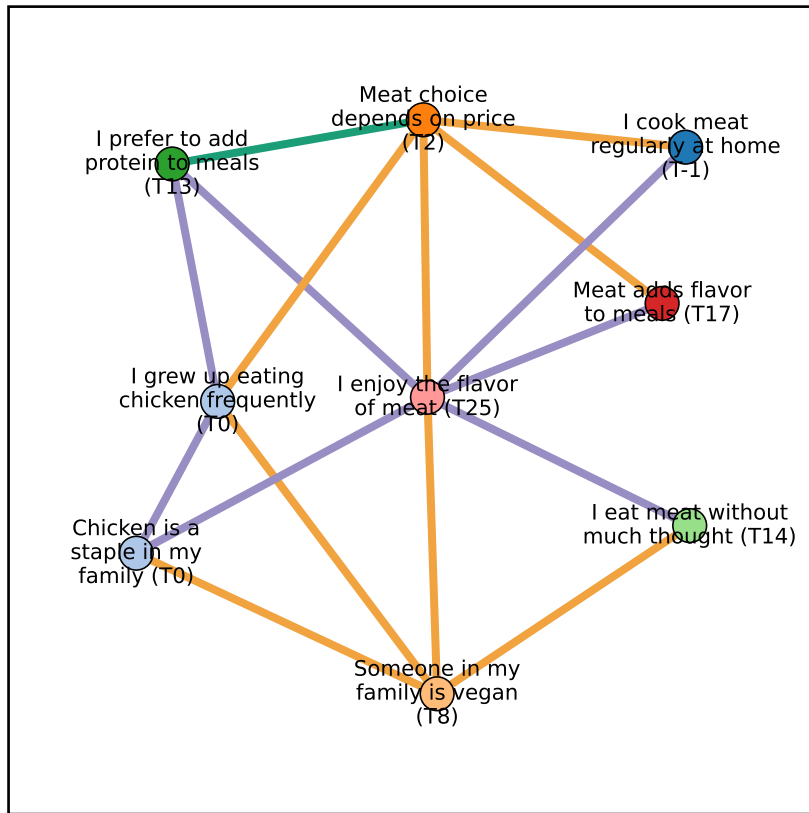 Meat choice
depends on price
(T2)
I cook meat
regularly at home
(T-1)
I prefer to add
protein to meals
(T13)
Meat adds flavor
to meals (T17)
I grew up eating
chicken frequently
(T0)
I enjoy the flavor
of meat (T25)
I eat meat without
much thought (T14)
Chicken is a
staple in my
family (T0)
Someone in my
family is vegan
(T8)